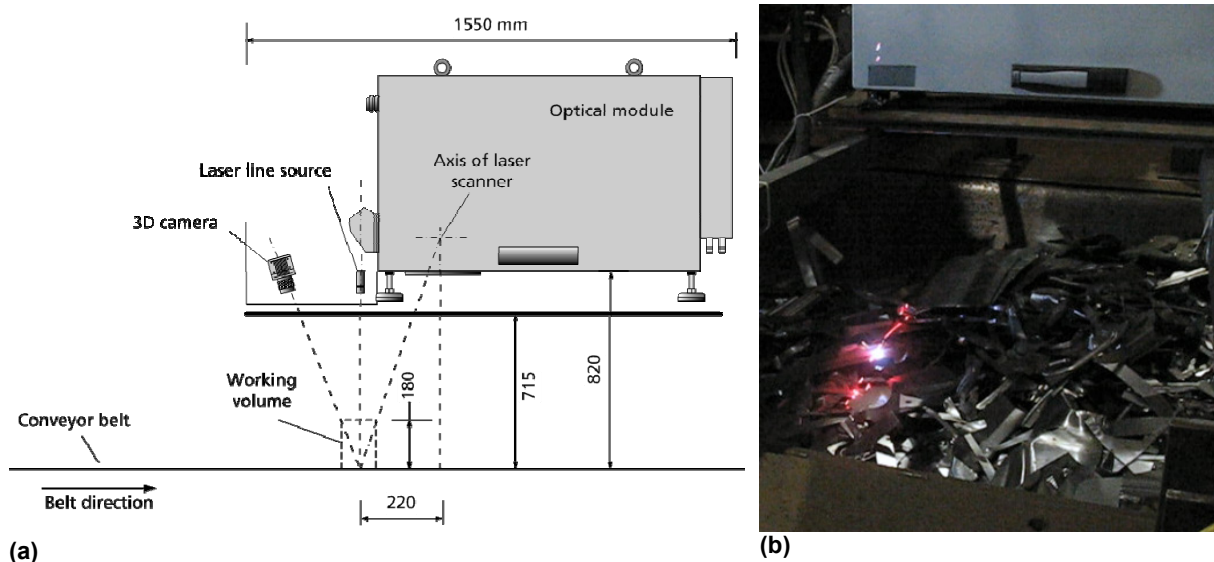 1550 mm
Optical module
Axis of laser
scanner
Laser line source
3D camera
Working
volume
180
715
820
Conveyor belt
Belt direction
220
(a)
(b)